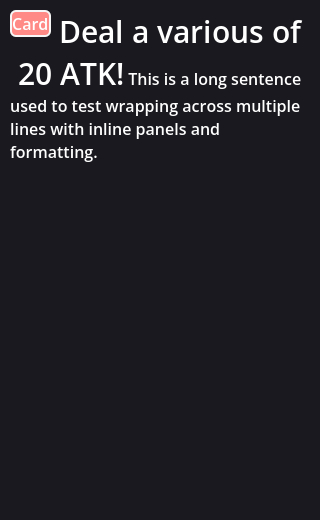 Card Deal a various of
20 ATK! This is a long sentence
used to test wrapping across multiple
lines with inline panels and
formatting.